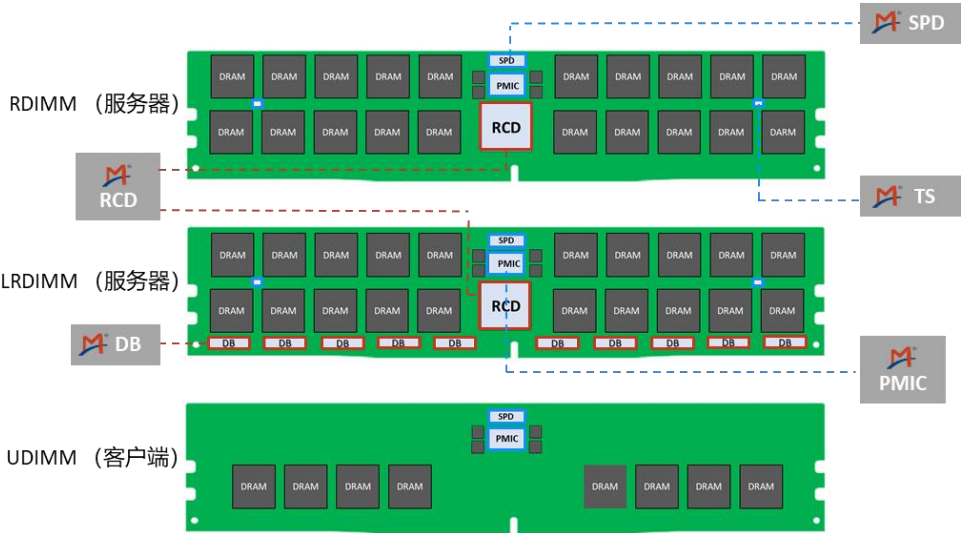 SPD
SPD
DRAM DRAM DRAM DRAM DRAM PMIC DRAM DRAM DRAM DRAM DRAM
RDIMM （服务器）
DRAM DRAM DRAM DRAM DRAM RCD DRAM DRAM DRAM DRAM DARM
RCD
TS
SPD
DRAM DRAM DRAM DRAM DRAM PMIC DRAM DRAM DRAM DRAM DRAM
LRDIMM （服务器）
DRAM DRAM DRAM DRAM DRAM RCD DRAM DRAM DRAM DRAM DRAM
DB
DB DB DB DB DB DB DB DB DB DB
PMIC
SPD
PMIC
UDIMM （客户端）
DRAM DRAM DRAM DRAM DRAM DRAM DRAM DRAM